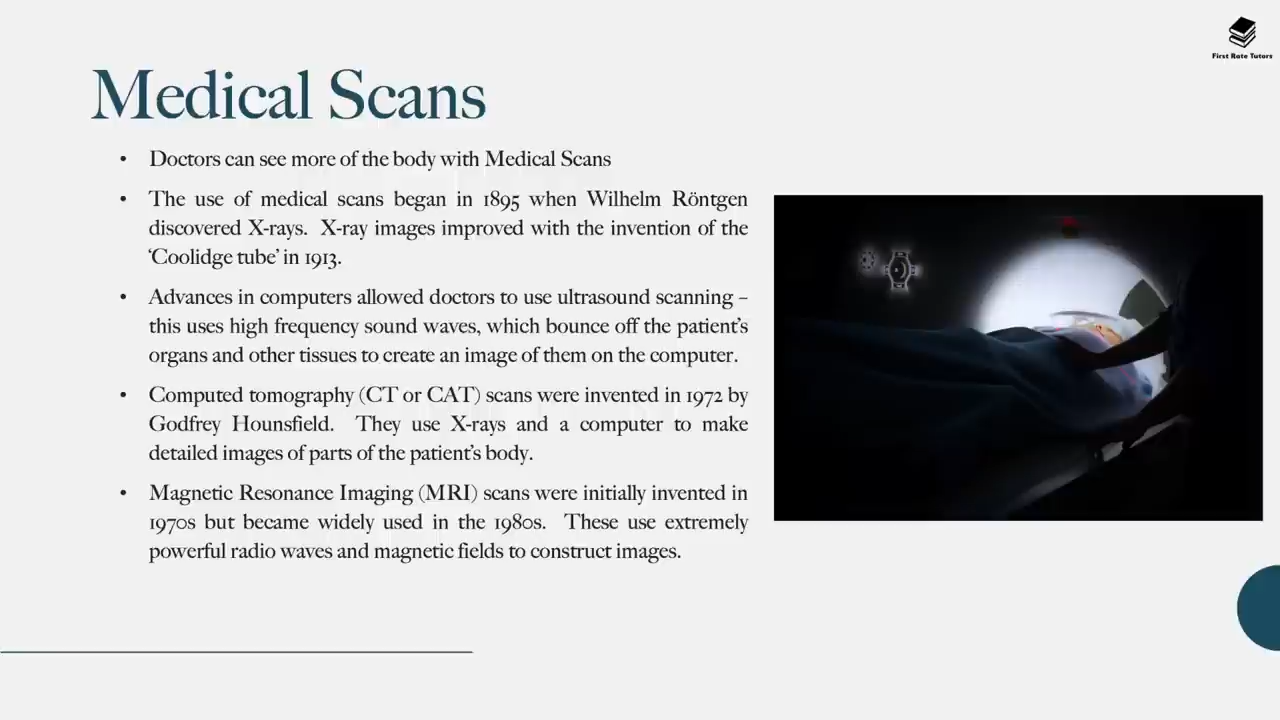 First Rate Tutors
Medical Scans
• Doctors can see more of the body with Medical Scans
• The use of medical scans began in 1895 when Wilhelm Röntgen
discovered X-rays. X-ray images improved with the invention of the
‘Coolidge tube’ in 1913.
• Advances in computers allowed doctors to use ultrasound scanning –
this uses high frequency sound waves, which bounce off the patient’s
organs and other tissues to create an image of them on the computer.
• Computed tomography (CT or CAT) scans were invented in 1972 by
Godfrey Hounsfield. They use X-rays and a computer to make
detailed images of parts of the patient’s body.
• Magnetic Resonance Imaging (MRI) scans were initially invented in
1970s but became widely used in the 1980s. These use extremely
powerful radio waves and magnetic fields to construct images.